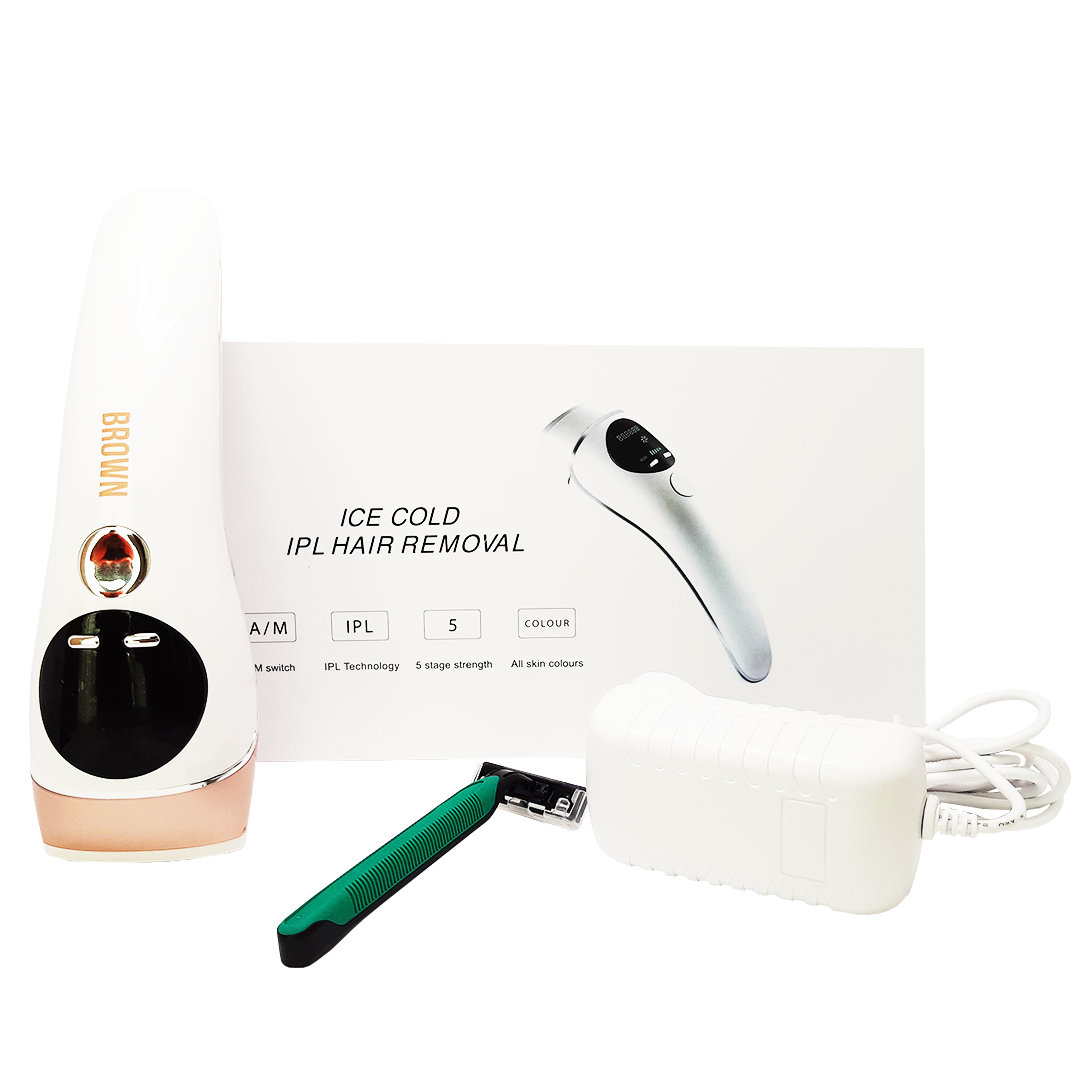 BROWN
ICE COLD
IPL HAIR REMOVAL
A/M
IPL
5
COLOUR
M switch
IPL Technology
5 stage strength
All skin colours